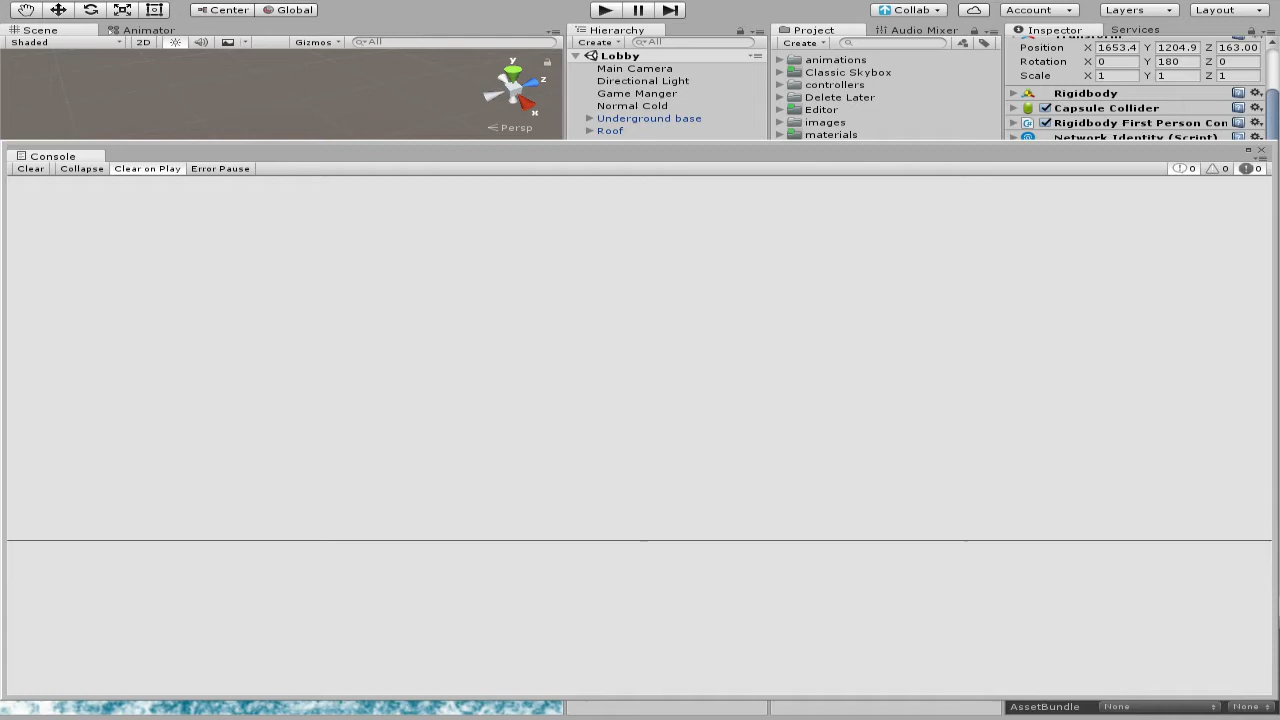 Center Global Collab Account Layers Layout
Scene Animator Hierarchy Project Audio Mixer Inspector Services
Shaded 2D Gizmos All Create All Create
Lobby
Main Camera
Directional Light
Game Manger
Normal Cold
Underground base
Roof
animations
Classic Skybox
controllers
Delete Later
Editor
images
materials
Transform
Position X 1653.4 Y 1204.9 Z 163.00
Rotation X 0 Y 180 Z 0
Scale X 1 Y 1 Z 1
Rigidbody
Capsule Collider
Rigidbody First Person Con
Network Identity (Script)
Console
Clear Collapse Clear on Play Error Pause 0 0 0
AssetBundle None None